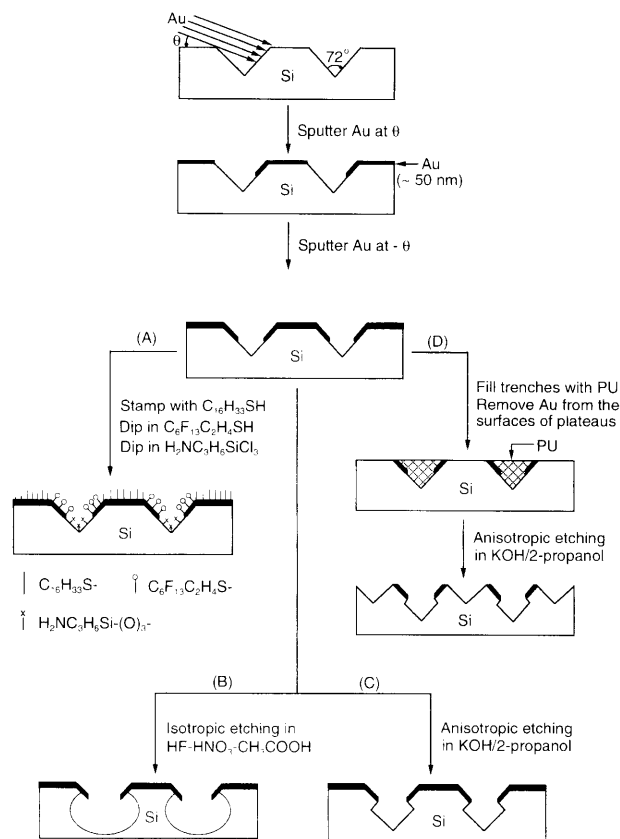 Au
θ
72°
Si
Sputter Au at θ
Au
(~ 50 nm)
Si
Sputter Au at - θ
(A)
Si
(D)
Stamp with C₁₆H₃₃SH
Dip in C₆F₁₃C₂H₄SH
Dip in H₂NC₃H₆SiCl₃
Fill trenches with PU
Remove Au from the
surfaces of plateaus
PU
Si
Si
C₁₆H₃₃S-
C₆F₁₃C₂H₄S-
x
H₂NC₃H₆Si-(O)₃-
Anisotropic etching
in KOH/2-propanol
Si
(B)
(C)
Isotropic etching in
HF-HNO₃-CH₃COOH
Anisotropic etching
in KOH/2-propanol
Si
Si